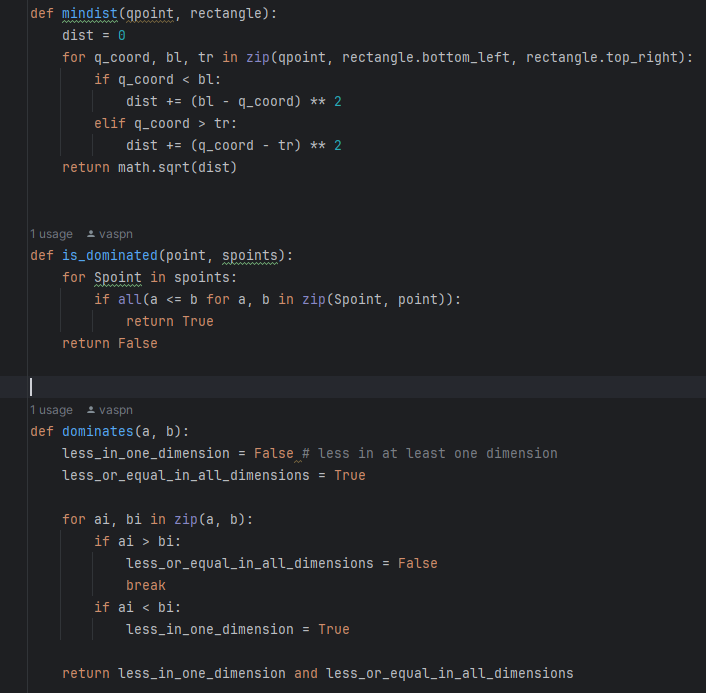 def mindist(qpoint, rectangle):
    dist = 0
    for q_coord, bl, tr in zip(qpoint, rectangle.bottom_left, rectangle.top_right):
        if q_coord < bl:
            dist += (bl - q_coord) ** 2
        elif q_coord > tr:
            dist += (q_coord - tr) ** 2
    return math.sqrt(dist)
1 usage vaspn
def is_dominated(point, spoints):
    for Spoint in spoints:
        if all(a <= b for a, b in zip(Spoint, point)):
            return True
    return False
1 usage vaspn
def dominates(a, b):
    less_in_one_dimension = False # less in at least one dimension
    less_or_equal_in_all_dimensions = True
    for ai, bi in zip(a, b):
        if ai > bi:
            less_or_equal_in_all_dimensions = False
            break
        if ai < bi:
            less_in_one_dimension = True
    return less_in_one_dimension and less_or_equal_in_all_dimensions